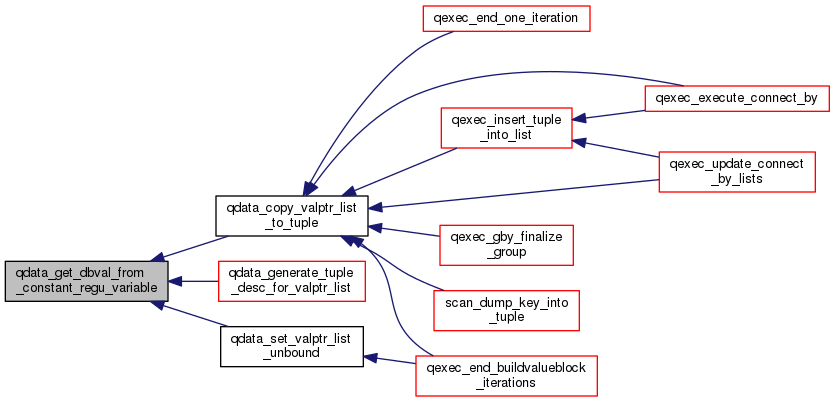 qdata_get_dbval_from
_constant_regu_variable
qdata_copy_valptr_list
_to_tuple
qdata_generate_tuple
_desc_for_valptr_list
qdata_set_valptr_list
_unbound
qexec_end_one_iteration
qexec_insert_tuple
_into_list
qexec_gby_finalize
_group
scan_dump_key_into
_tuple
qexec_end_buildvalueblock
_iterations
qexec_execute_connect_by
qexec_update_connect
_by_lists